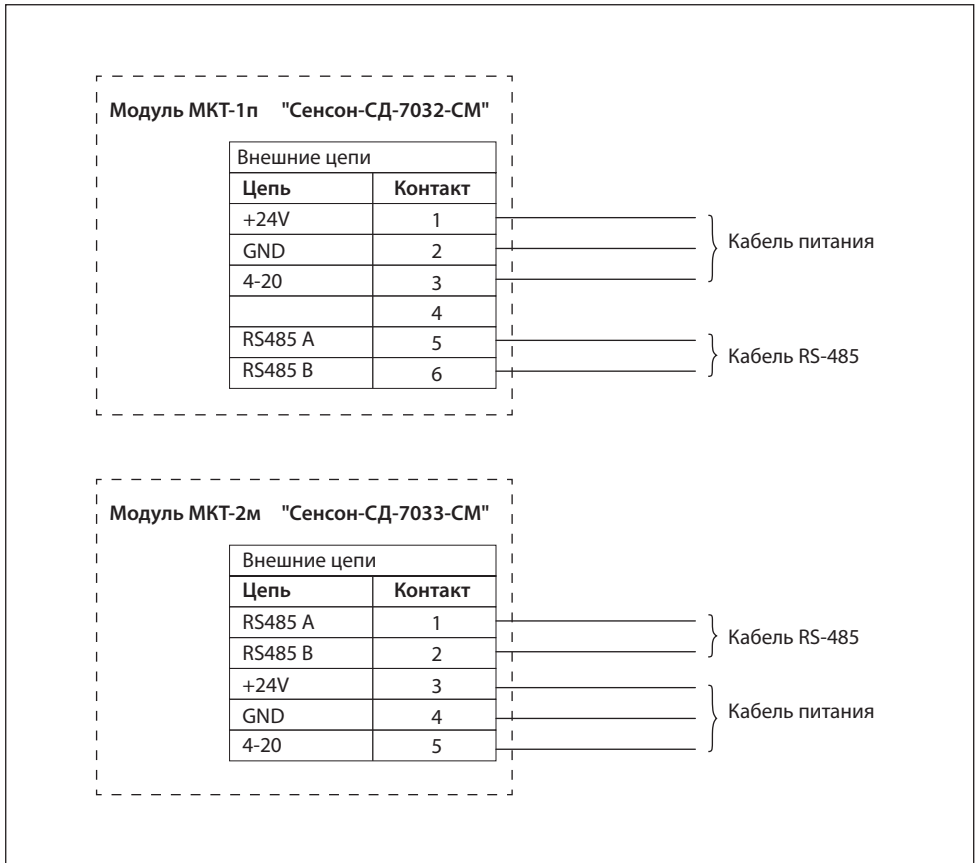 Модуль МКТ-1п "Сенсон-СД-7032-СМ"
Внешние цепи
Цепь Контакт
+24V 1
GND 2
4-20 3
4
RS485 A 5
RS485 B 6
Кабель питания
Кабель RS-485
Модуль МКТ-2м "Сенсон-СД-7033-СМ"
Внешние цепи
Цепь Контакт
RS485 A 1
RS485 B 2
+24V 3
GND 4
4-20 5
Кабель RS-485
Кабель питания